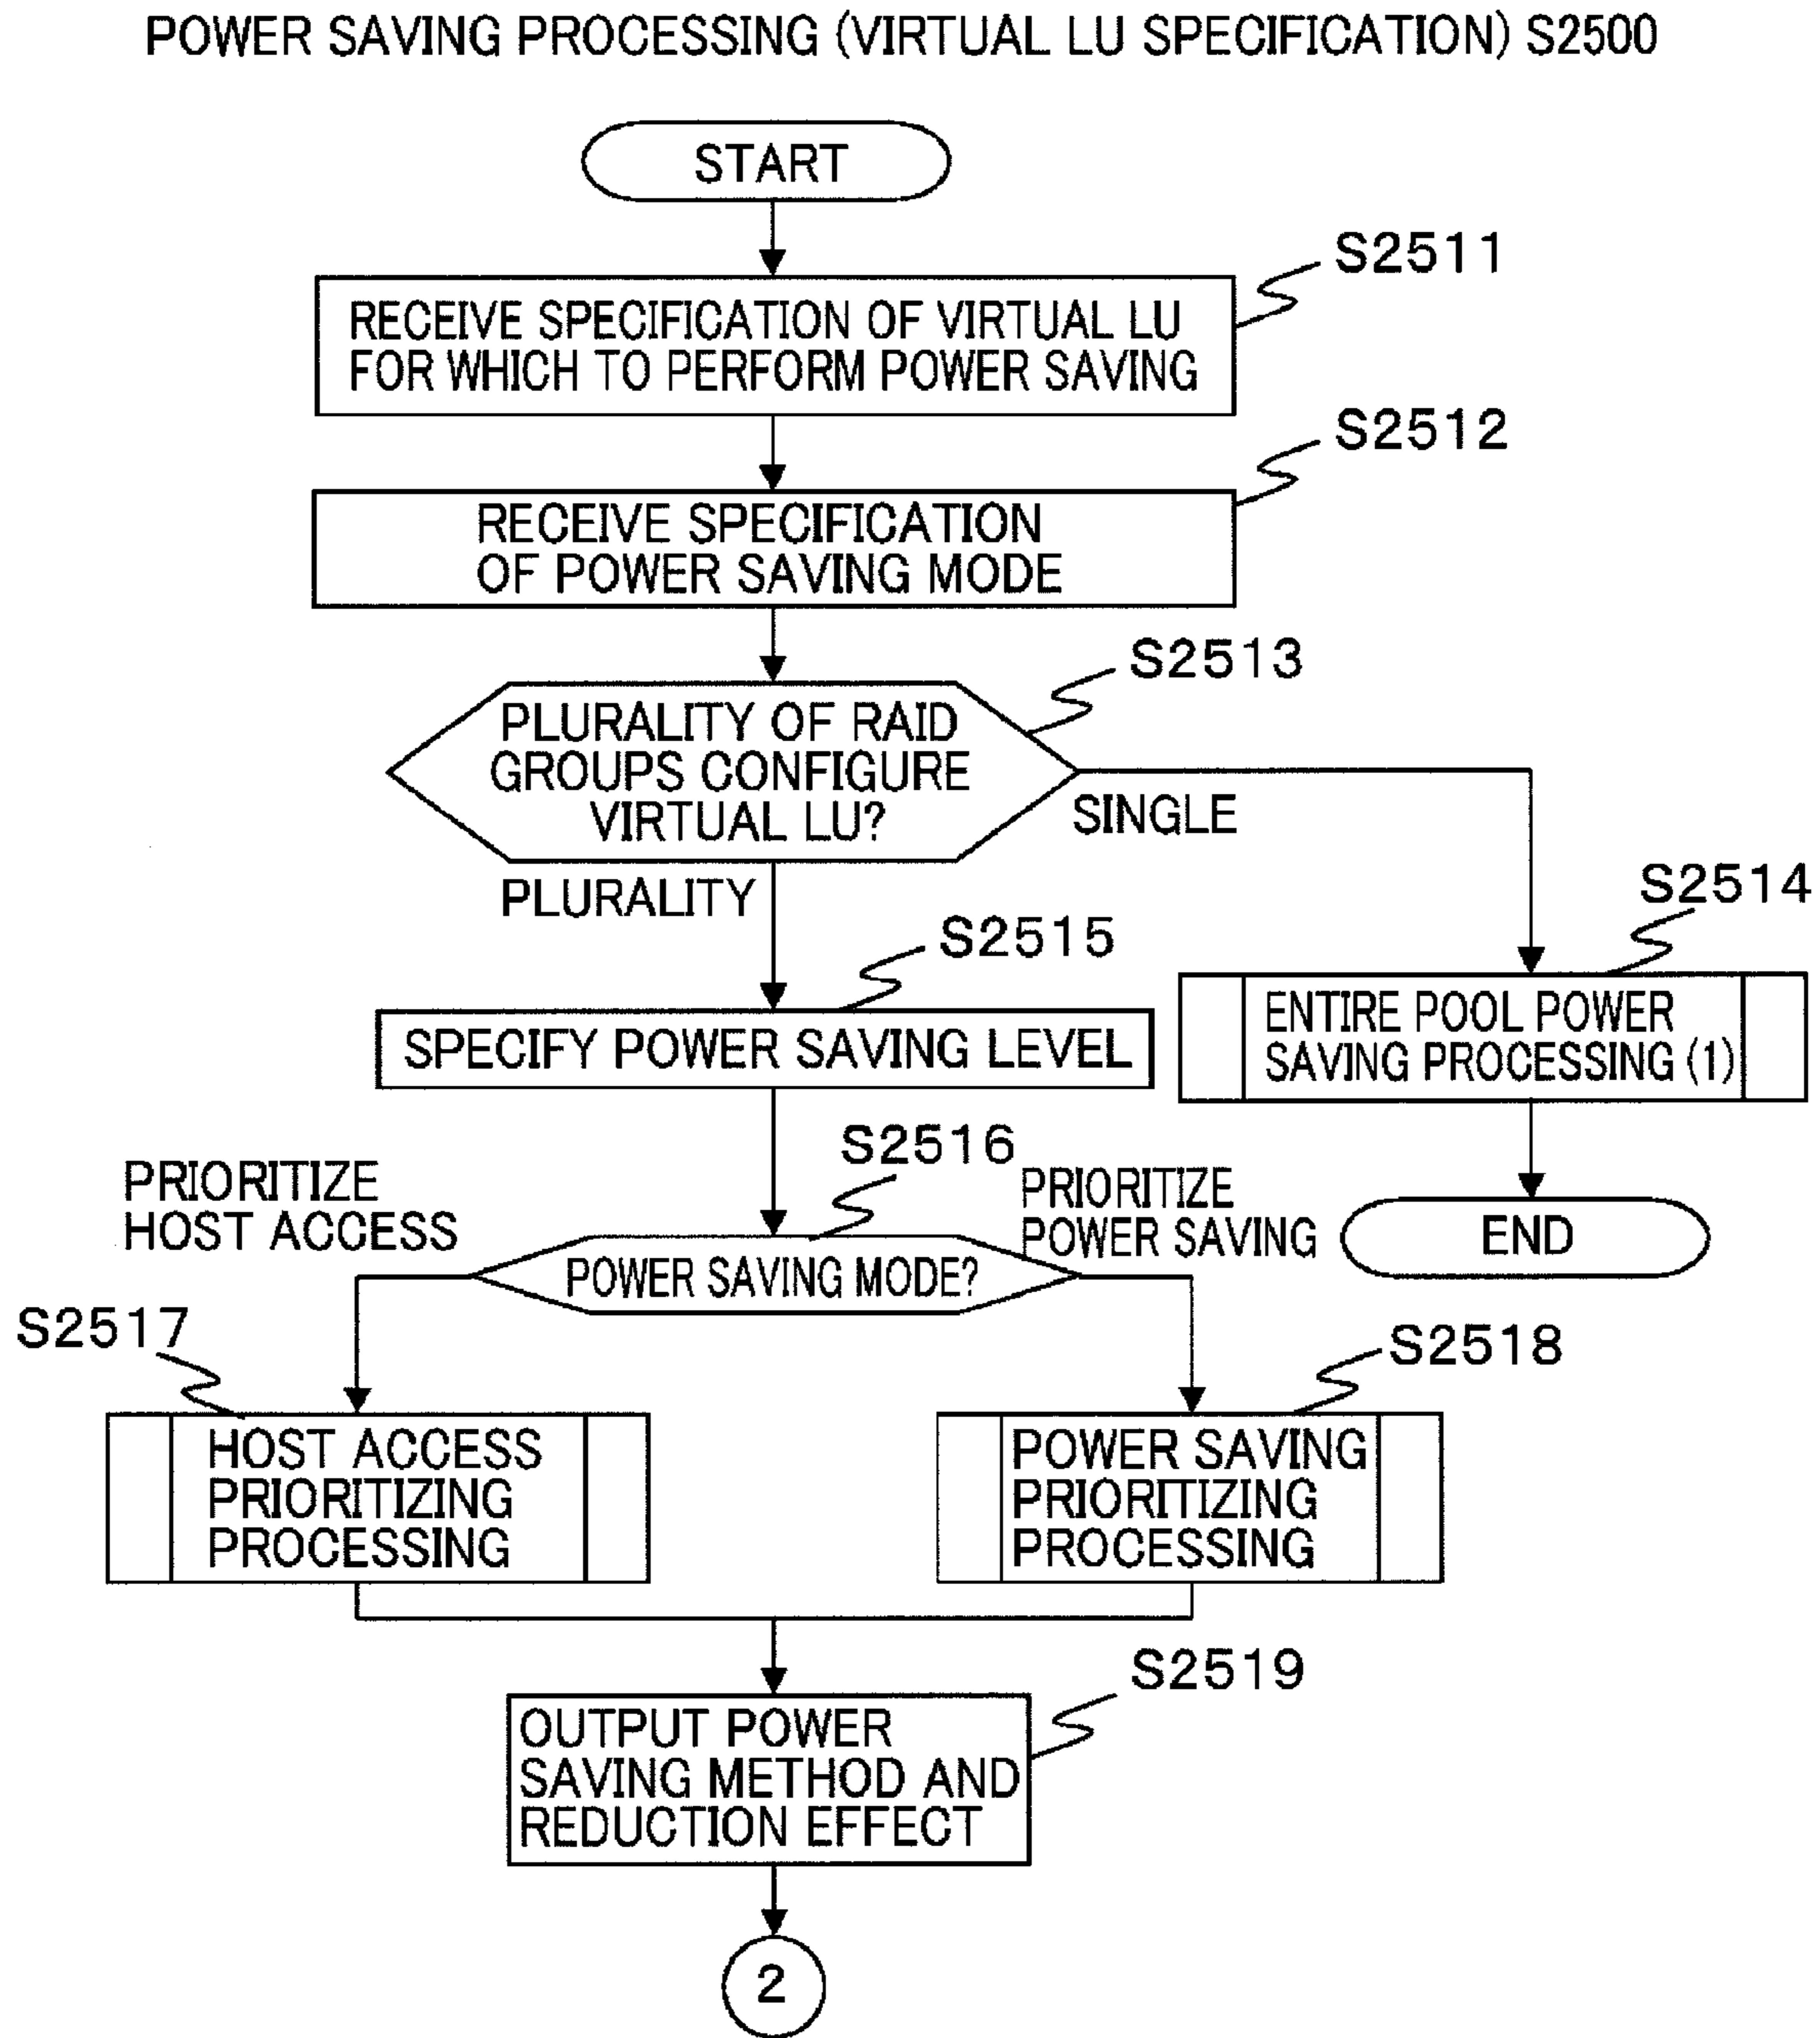 POWER SAVING PROCESSING (VIRTUAL LU SPECIFICATION) S2500
START
S2511
RECEIVE SPECIFICATION OF VIRTUAL LU
FOR WHICH TO PERFORM POWER SAVING
S2512
RECEIVE SPECIFICATION
OF POWER SAVING MODE
S2513
PLURALITY OF RAID
GROUPS CONFIGURE
VIRTUAL LU?
SINGLE
PLURALITY
S2514
ENTIRE POOL POWER
SAVING PROCESSING (1)
END
S2515
SPECIFY POWER SAVING LEVEL
S2516
PRIORITIZE
HOST ACCESS
PRIORITIZE
POWER SAVING
POWER SAVING MODE?
S2517
HOST ACCESS
PRIORITIZING
PROCESSING
S2518
POWER SAVING
PRIORITIZING
PROCESSING
S2519
OUTPUT POWER
SAVING METHOD AND
REDUCTION EFFECT
2